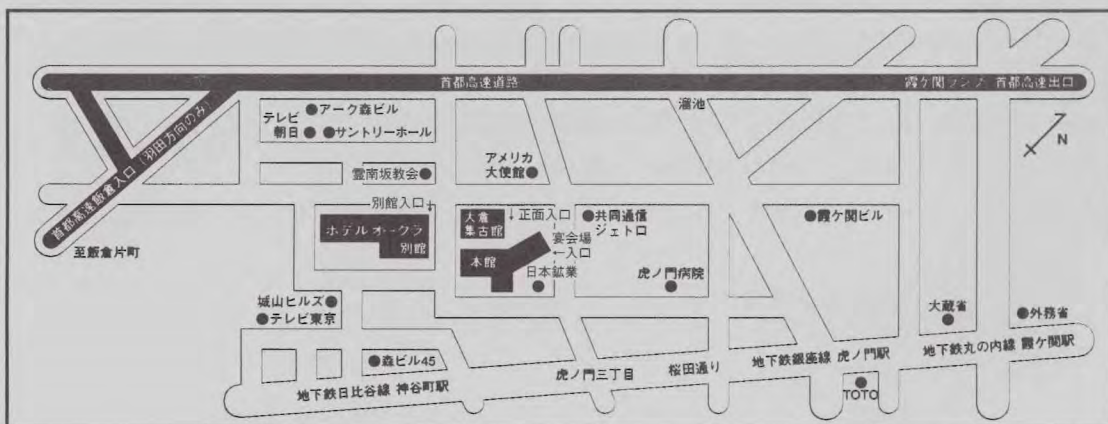 首都高速道路
霞ケ関ランプ 首都高速出口
溜池
N
首都高速飯倉入口(羽田方向のみ)
至飯倉片町
テレビ
朝日●
●アーク森ビル
●サントリーホール
霊南坂教会●
アメリカ
大使館●
別館入口↓
ホテルオークラ
別館
大倉
集古館
↓正面入口
宴会場
←入口
本館
日本鉱業
●共同通信
ジェトロ
虎ノ門病院
●霞ケ関ビル
大蔵省
●外務省
城山ヒルズ●
●テレビ東京
●森ビル45
地下鉄日比谷線 神谷町駅
虎ノ門三丁目
桜田通り
地下鉄銀座線 虎ノ門駅
地下鉄丸の内線 霞ケ関駅
TOTO